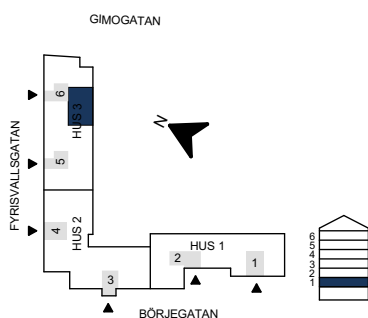 GIMOGATAN
N
6
HUS 3
5
FYRISVALLSGATAN
4
HUS 2
3
HUS 1
2
1
BÖRJEGATAN
6
5
4
3
2
1